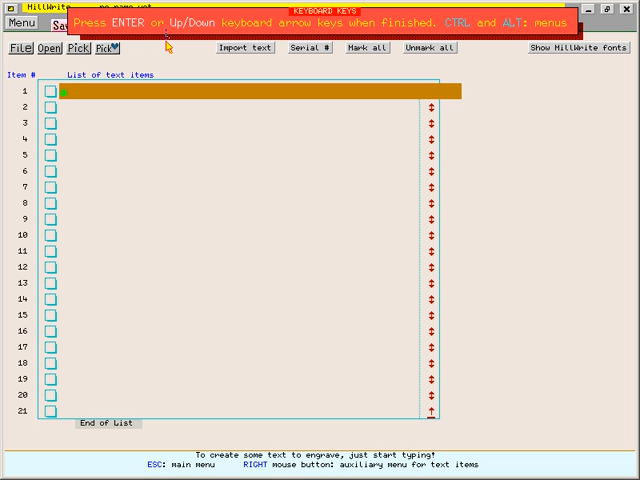 MillWrite
KEYBOARD KEYS
Press ENTER or Up/Down keyboard arrow keys when finished. CTRL and ALT: menus
Menu
File Open Pick Pick Import text Serial # Mark all Unmark all Show MillWrite fonts
Item # List of text items
1
2
3
4
5
6
7
8
9
10
11
12
13
14
15
16
17
18
19
20
21
End of List
To create some text to engrave, just start typing!
ESC: main menu RIGHT mouse button: auxiliary menu for text items